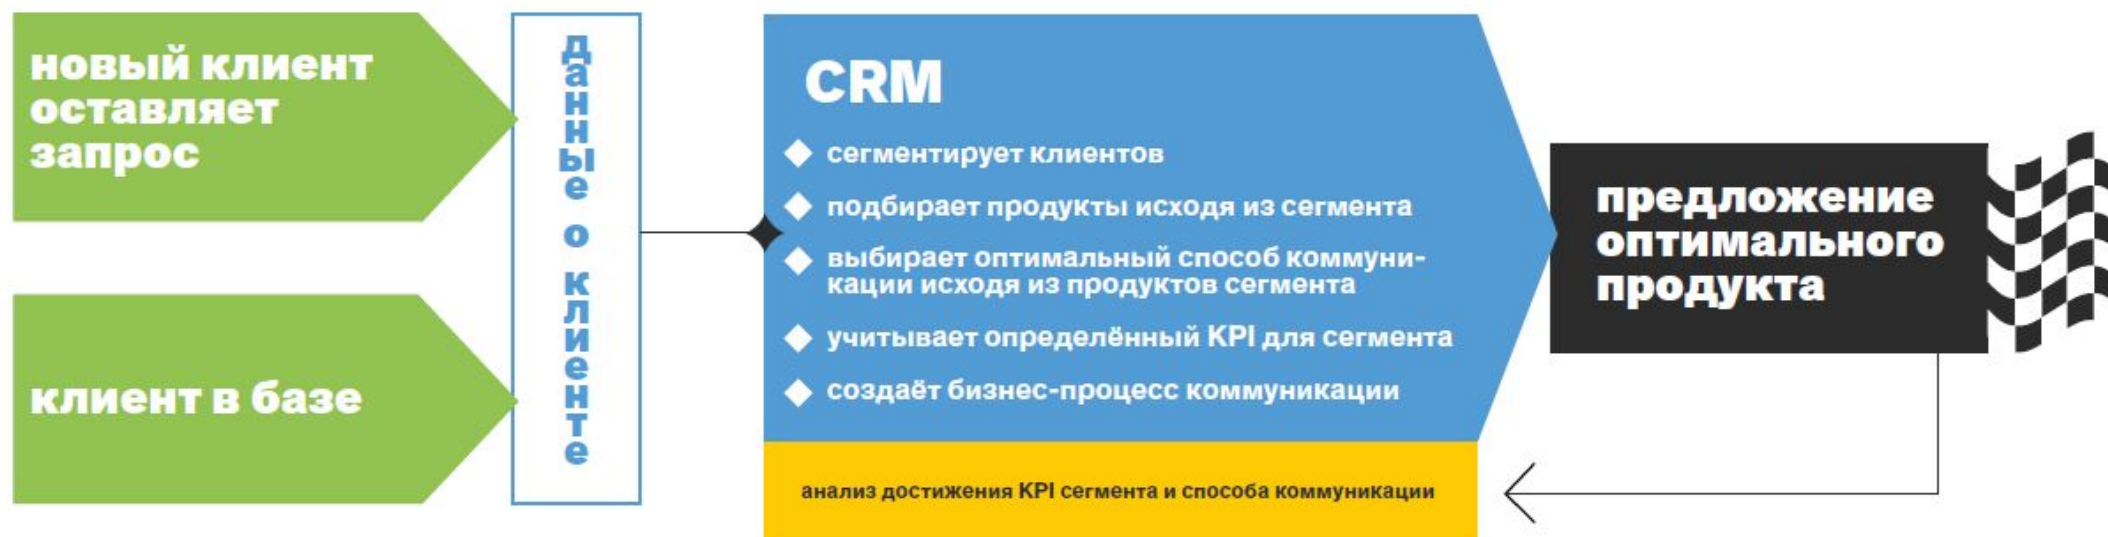 новый клиент
оставляет
запрос
клиент в базе
данные о клиенте
CRM
сегментирует клиентов
подбирает продукты исходя из сегмента
выбирает оптимальный способ коммуни-
кации исходя из продуктов сегмента
учитывает определённый KPI для сегмента
создаёт бизнес-процесс коммуникации
анализ достижения KPI сегмента и способа коммуникации
предложение
оптимального
продукта